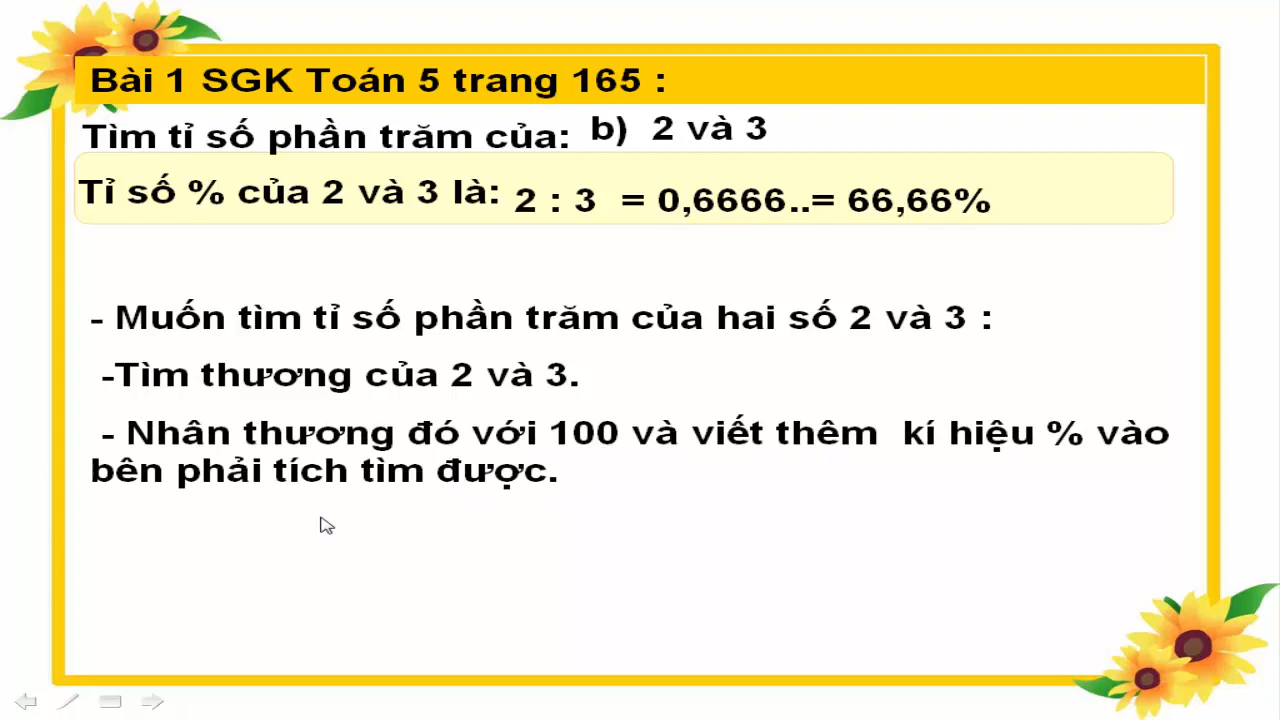 Bài 1 SGK Toán 5 trang 165 :
Tìm tỉ số phần trăm của: b) 2 và 3
Tỉ số % của 2 và 3 là: 2 : 3 = 0,6666..= 66,66%
- Muốn tìm tỉ số phần trăm của hai số 2 và 3 :
-Tìm thương của 2 và 3.
- Nhân thương đó với 100 và viết thêm kí hiệu % vào
bên phải tích tìm được.